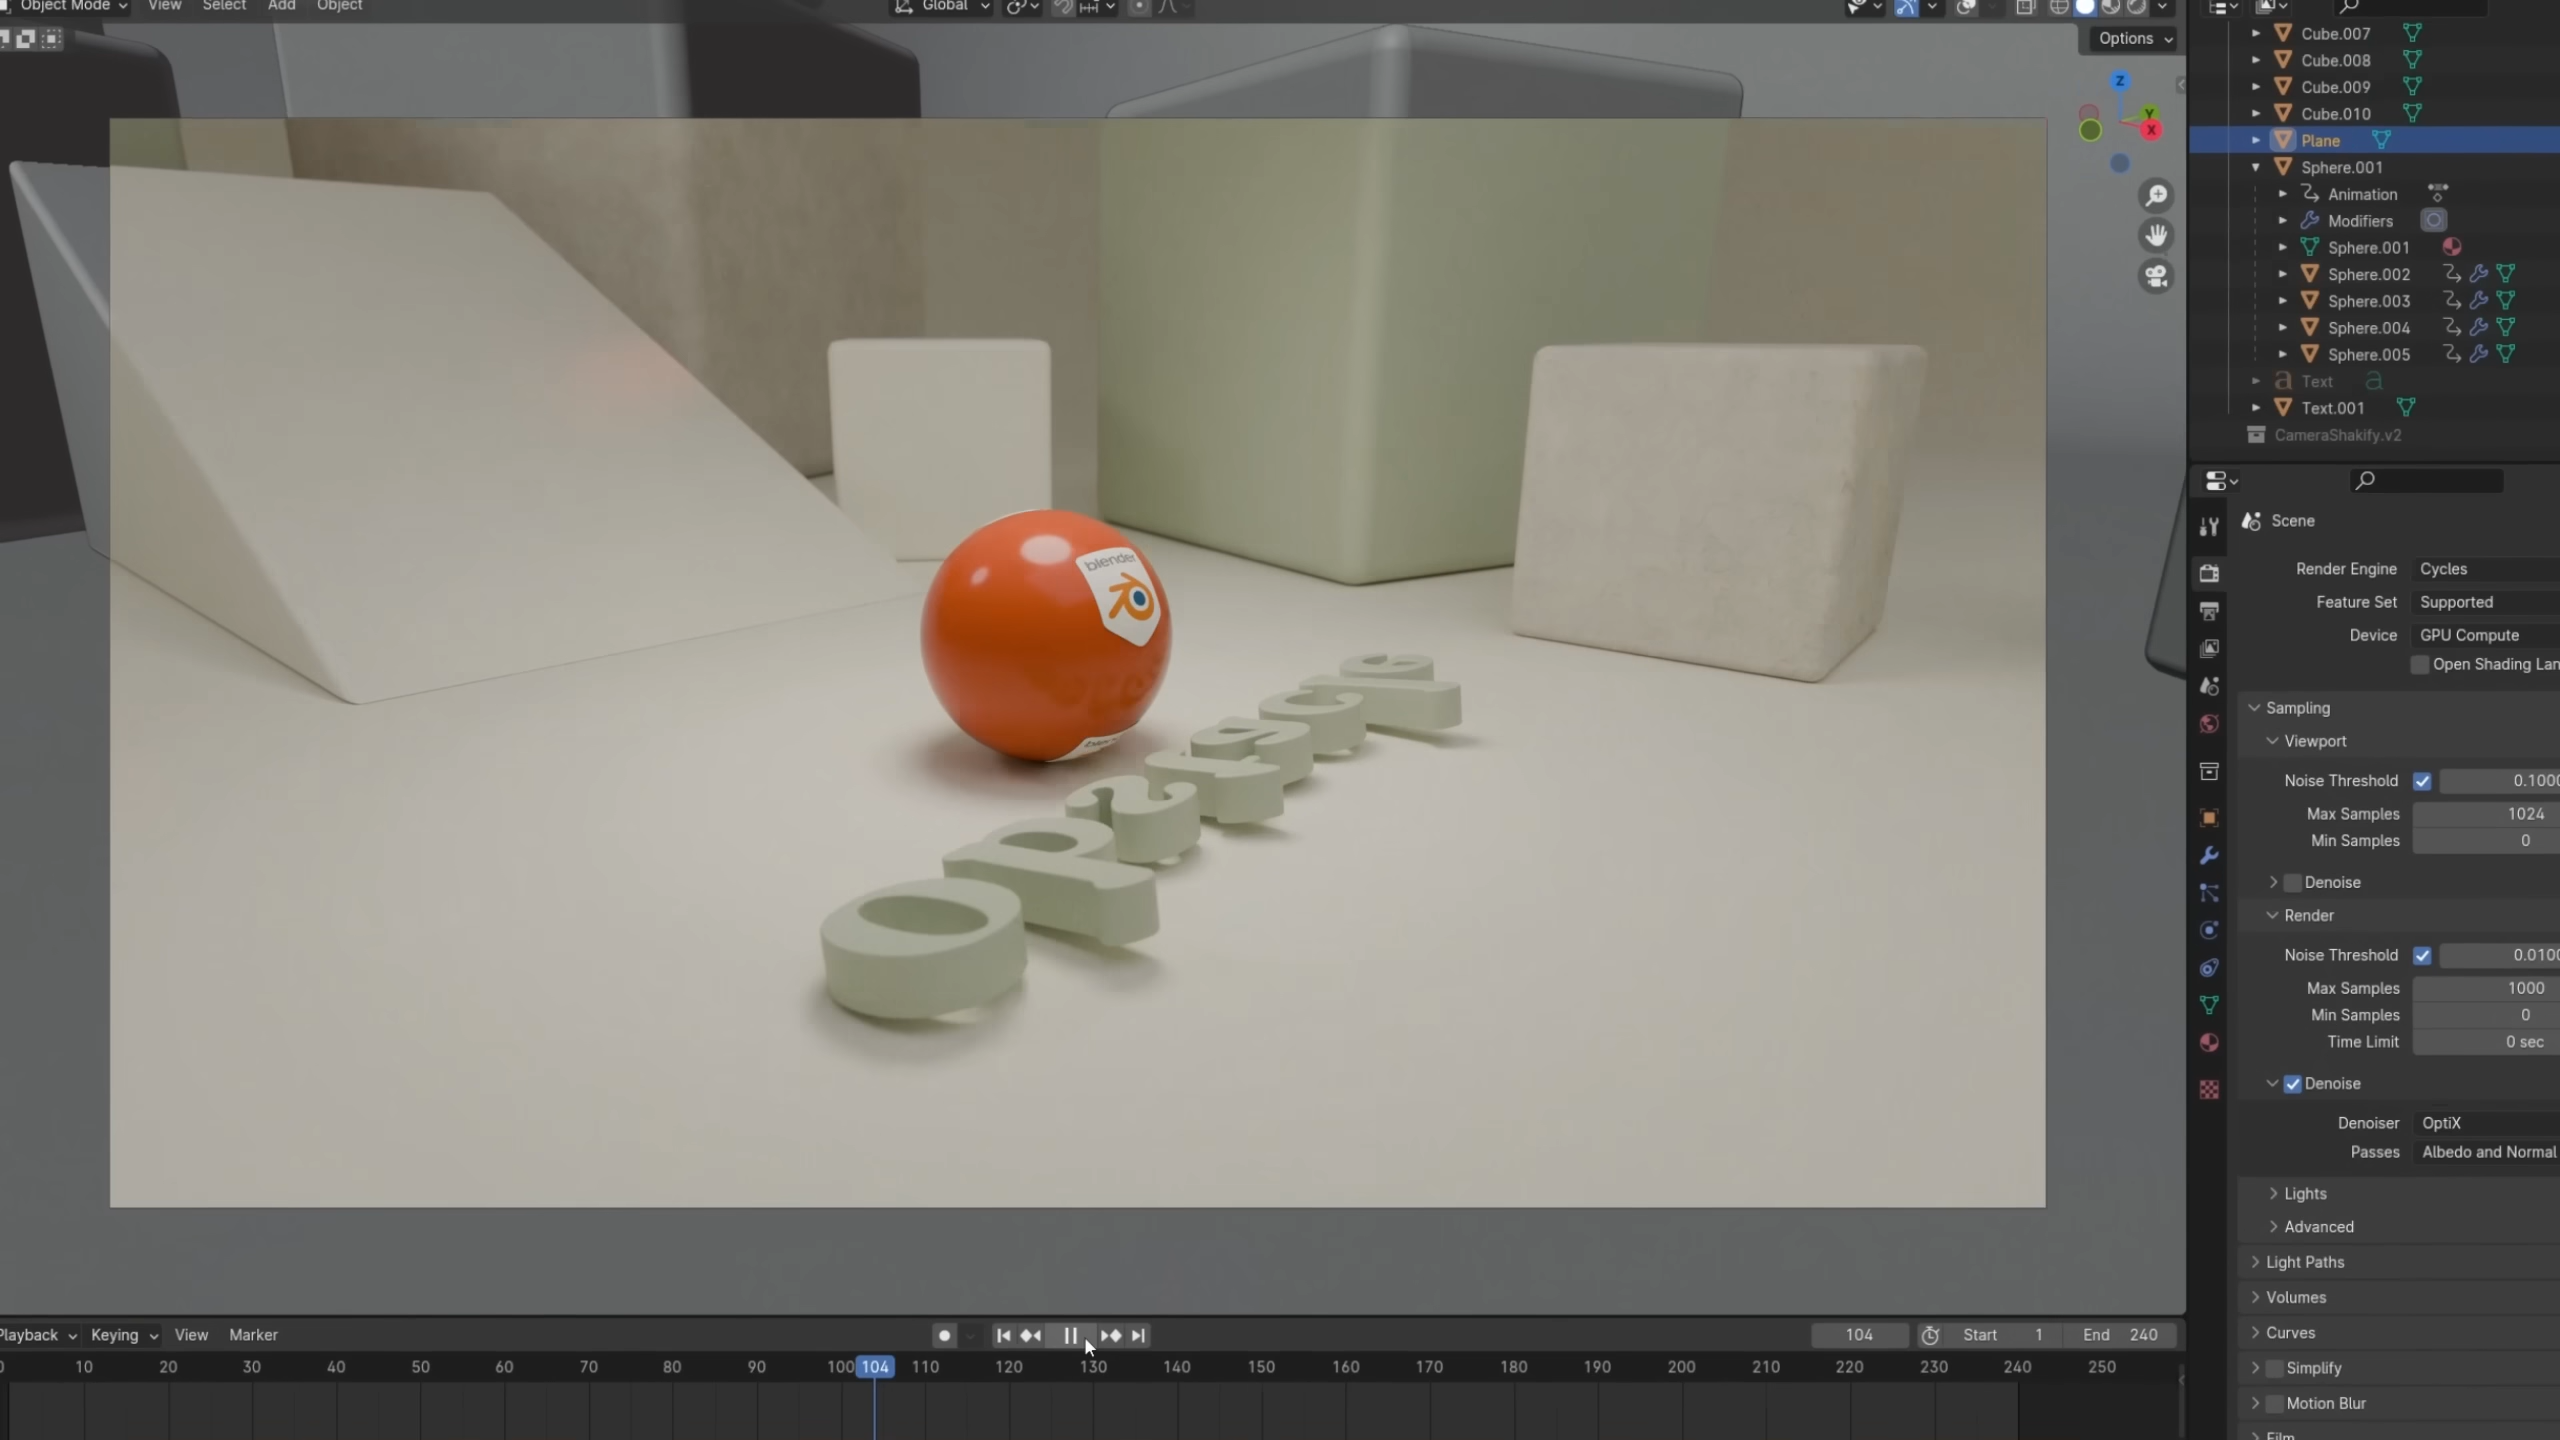 Object Mode View Select Add Object Global
Options
Z
Y
X
blender
Cube.007
Cube.008
Cube.009
Cube.010
Plane
Sphere.001
Animation
Modifiers
Sphere.001
Sphere.002
Sphere.003
Sphere.004
Sphere.005
Text
Text.001
CameraShakify.v2
Scene
Render Engine Cycles
Feature Set Supported
Device GPU Compute
Open Shading Lan
Sampling
Viewport
Noise Threshold 0.1000
Max Samples 1024
Min Samples 0
Denoise
Render
Noise Threshold 0.0100
Max Samples 1000
Min Samples 0
Time Limit 0 sec
Denoise
Denoiser OptiX
Passes Albedo and Normal
Lights
Advanced
Light Paths
Volumes
Curves
Simplify
Motion Blur
Film
Playback Keying View Marker 104 Start 1 End 240
0 10 20 30 40 50 60 70 80 90 100 104 110 120 130 140 150 160 170 180 190 200 210 220 230 240 250